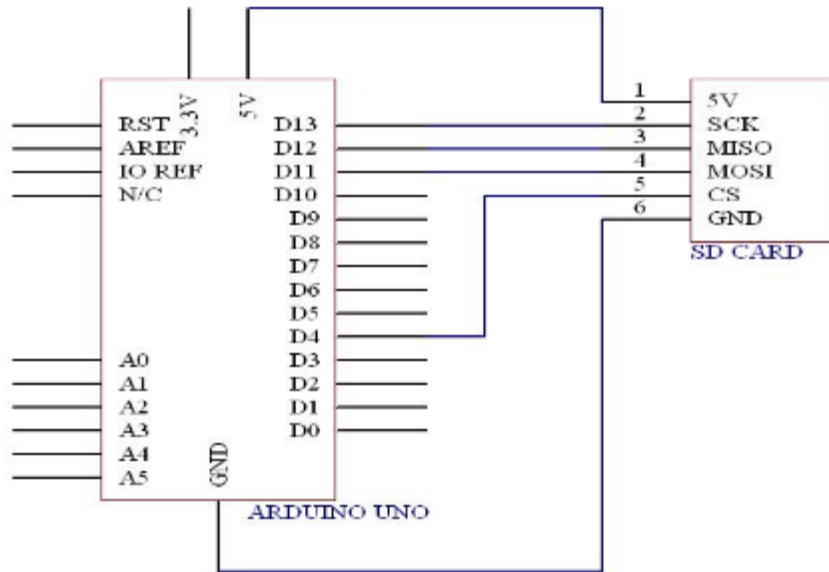 3.3V
5V
RST
AREF
IO REF
N/C
A0
A1
A2
A3
A4
A5
GND
D13
D12
D11
D10
D9
D8
D7
D6
D5
D4
D3
D2
D1
D0
ARDUINO UNO
1 5V
2 SCK
3 MISO
4 MOSI
5 CS
6 GND
SD CARD